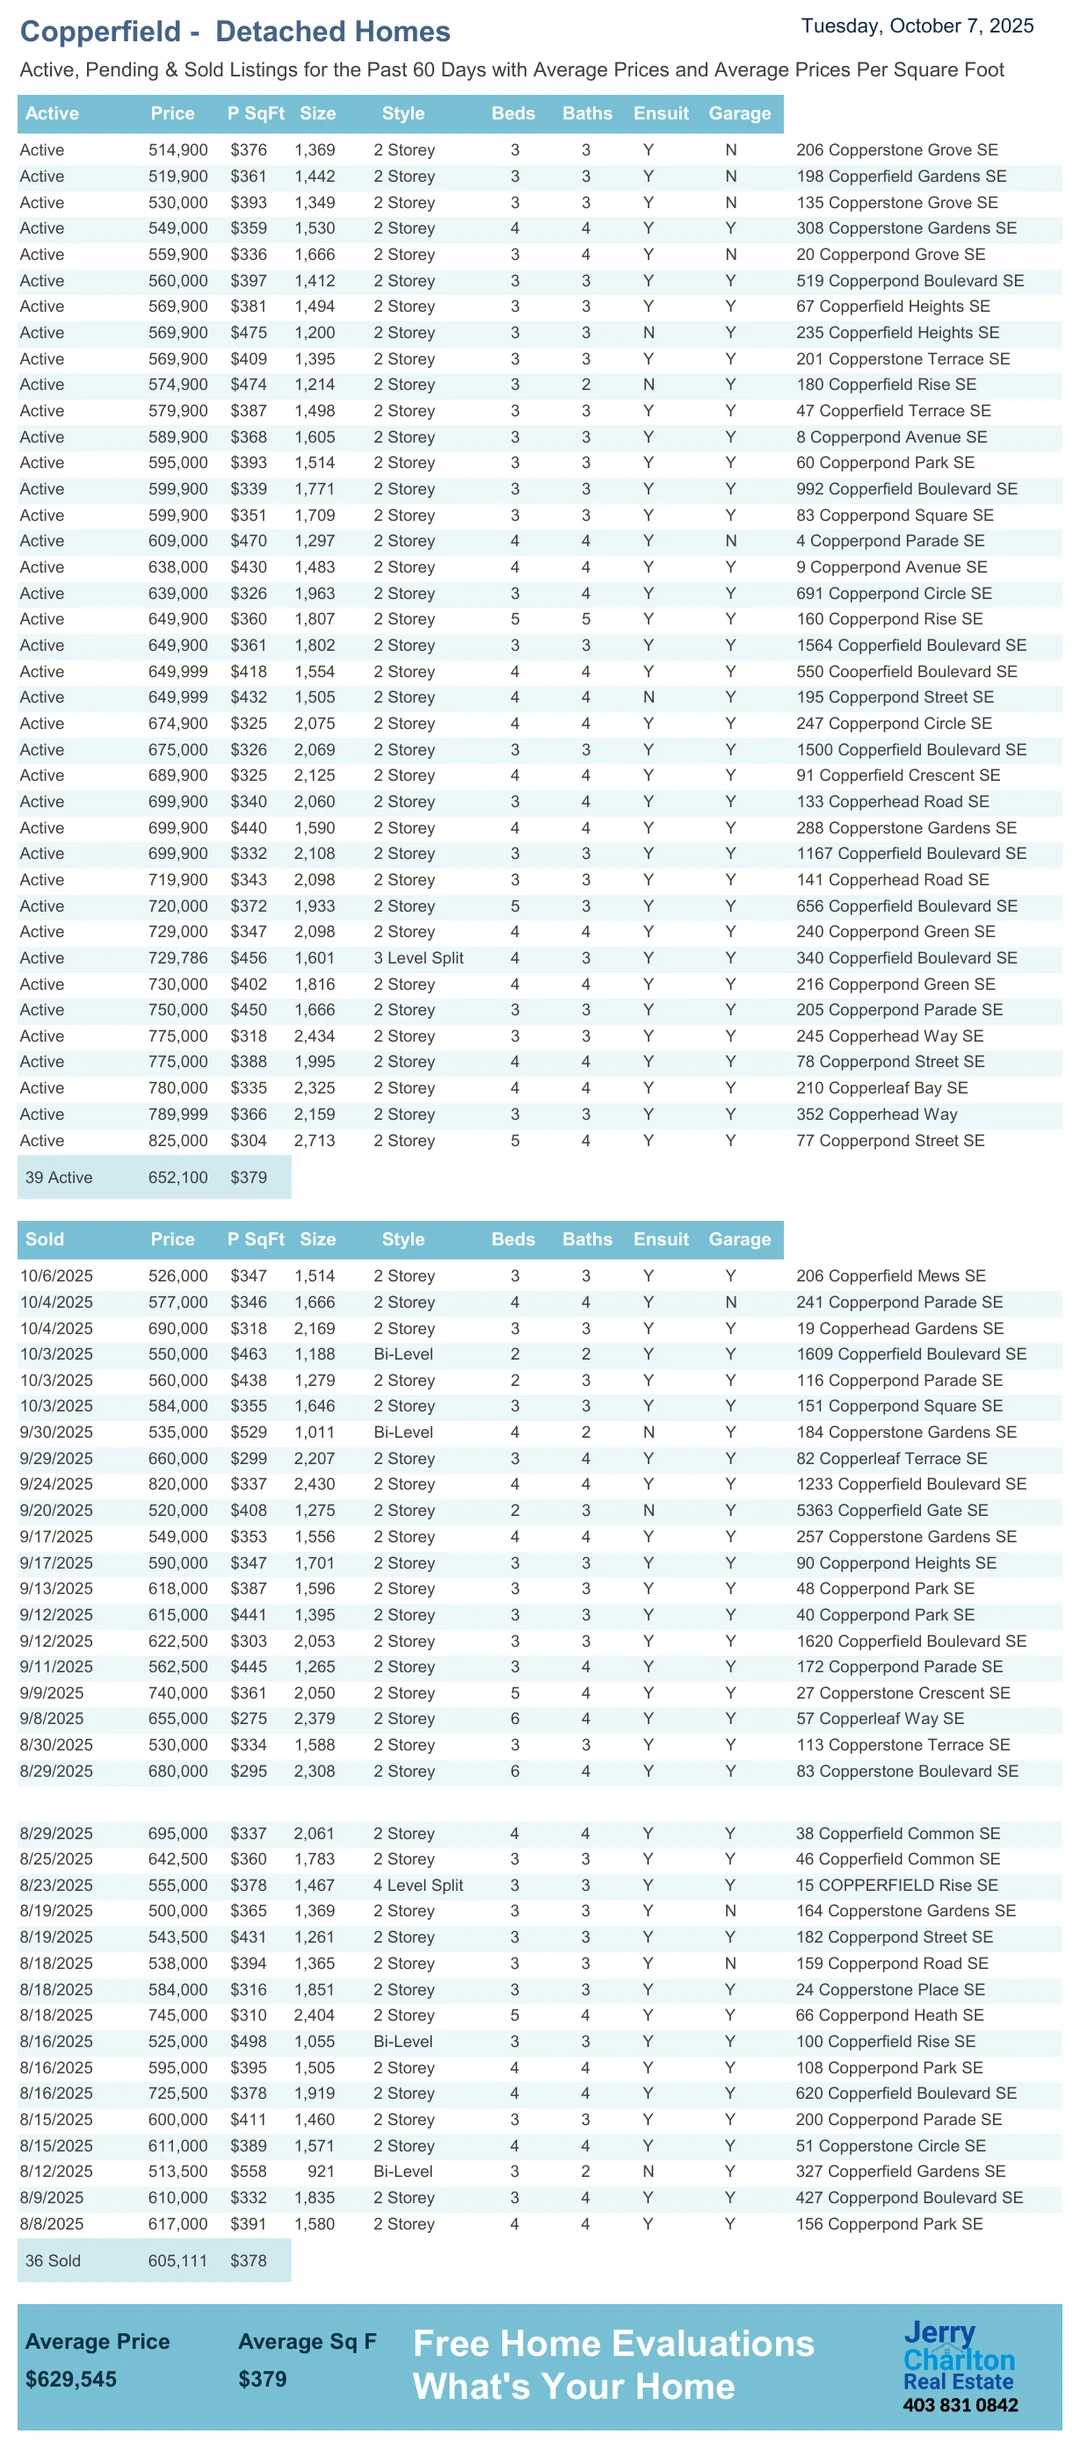 Copperfield - Detached Homes
Tuesday, October 7, 2025
Active, Pending & Sold Listings for the Past 60 Days with Average Prices and Average Prices Per Square Foot
Active Price P SqFt Size Style Beds Baths Ensuit Garage
Active 514,900 $376 1,369 2 Storey 3 3 Y N 206 Copperstone Grove SE
Active 519,900 $361 1,442 2 Storey 3 3 Y N 198 Copperfield Gardens SE
Active 530,000 $393 1,349 2 Storey 3 3 Y N 135 Copperstone Grove SE
Active 549,000 $359 1,530 2 Storey 4 4 Y Y 308 Copperstone Gardens SE
Active 559,900 $336 1,666 2 Storey 3 4 Y N 20 Copperpond Grove SE
Active 560,000 $397 1,412 2 Storey 3 3 Y Y 519 Copperpond Boulevard SE
Active 569,900 $381 1,494 2 Storey 3 3 Y Y 67 Copperfield Heights SE
Active 569,900 $475 1,200 2 Storey 3 3 N Y 235 Copperfield Heights SE
Active 569,900 $409 1,395 2 Storey 3 3 Y Y 201 Copperstone Terrace SE
Active 574,900 $474 1,214 2 Storey 3 2 N Y 180 Copperfield Rise SE
Active 579,900 $387 1,498 2 Storey 3 3 Y Y 47 Copperfield Terrace SE
Active 589,900 $368 1,605 2 Storey 3 3 Y Y 8 Copperpond Avenue SE
Active 595,000 $393 1,514 2 Storey 3 3 Y Y 60 Copperpond Park SE
Active 599,900 $339 1,771 2 Storey 3 3 Y Y 992 Copperfield Boulevard SE
Active 599,900 $351 1,709 2 Storey 3 3 Y Y 83 Copperpond Square SE
Active 609,000 $470 1,297 2 Storey 4 4 Y N 4 Copperpond Parade SE
Active 638,000 $430 1,483 2 Storey 4 4 Y Y 9 Copperpond Avenue SE
Active 639,000 $326 1,963 2 Storey 3 4 Y Y 691 Copperpond Circle SE
Active 649,900 $360 1,807 2 Storey 5 5 Y Y 160 Copperpond Rise SE
Active 649,900 $361 1,802 2 Storey 3 3 Y Y 1564 Copperfield Boulevard SE
Active 649,999 $418 1,554 2 Storey 4 4 Y Y 550 Cooperfield Boulevard SE
Active 649,999 $432 1,505 2 Storey 4 4 N Y 195 Copperpond Street SE
Active 674,900 $325 2,075 2 Storey 4 4 Y Y 247 Copperpond Circle SE
Active 675,000 $326 2,069 2 Storey 3 3 Y Y 1500 Copperfield Boulevard SE
Active 689,900 $325 2,125 2 Storey 4 4 Y Y 91 Copperfield Crescent SE
Active 699,900 $340 2,060 2 Storey 3 4 Y Y 133 Copperhead Road SE
Active 699,900 $440 1,590 2 Storey 4 4 Y Y 288 Copperstone Gardens SE
Active 699,900 $332 2,108 2 Storey 3 3 Y Y 1167 Copperfield Boulevard SE
Active 719,900 $343 2,098 2 Storey 3 3 Y Y 141 Copperhead Road SE
Active 720,000 $372 1,933 2 Storey 5 3 Y Y 656 Copperfield Boulevard SE
Active 729,000 $347 2,098 2 Storey 4 4 Y Y 240 Copperpond Green SE
Active 729,786 $456 1,601 3 Level Split 4 3 Y Y 340 Copperfield Boulevard SE
Active 730,000 $402 1,816 2 Storey 4 4 Y Y 216 Copperpond Green SE
Active 750,000 $450 1,666 2 Storey 3 3 Y Y 205 Copperpond Parade SE
Active 775,000 $318 2,434 2 Storey 3 3 Y Y 245 Copperhead Way SE
Active 775,000 $388 1,995 2 Storey 4 4 Y Y 78 Copperpond Street SE
Active 780,000 $335 2,325 2 Storey 4 4 Y Y 210 Copperleaf Bay SE
Active 789,999 $366 2,159 2 Storey 3 3 Y Y 352 Copperhead Way
Active 825,000 $304 2,713 2 Storey 5 4 Y Y 77 Copperpond Street SE
39 Active 652,100 $379
Sold Price P SqFt Size Style Beds Baths Ensuit Garage
10/6/2025 526,000 $347 1,514 2 Storey 3 3 Y Y 206 Copperfield Mews SE
10/4/2025 577,000 $346 1,666 2 Storey 4 4 Y N 241 Copperpond Parade SE
10/4/2025 690,000 $318 2,169 2 Storey 3 3 Y Y 19 Copperhead Gardens SE
10/3/2025 550,000 $463 1,188 Bi-Level 2 2 Y Y 1609 Copperfield Boulevard SE
10/3/2025 560,000 $438 1,279 2 Storey 2 3 Y Y 116 Copperpond Parade SE
10/3/2025 584,000 $355 1,646 2 Storey 3 3 Y Y 151 Copperpond Square SE
9/30/2025 535,000 $529 1,011 Bi-Level 4 2 N Y 184 Copperstone Gardens SE
9/29/2025 660,000 $299 2,207 2 Storey 3 4 Y Y 82 Copperleaf Terrace SE
9/24/2025 820,000 $337 2,430 2 Storey 4 4 Y Y 1233 Copperfield Boulevard SE
9/20/2025 520,000 $408 1,275 2 Storey 2 3 N Y 5363 Copperfield Gate SE
9/17/2025 549,000 $353 1,556 2 Storey 4 4 Y Y 257 Copperstone Gardens SE
9/17/2025 590,000 $347 1,701 2 Storey 3 3 Y Y 90 Copperpond Heights SE
9/13/2025 618,000 $387 1,596 2 Storey 3 3 Y Y 48 Copperpond Park SE
9/12/2025 615,000 $441 1,395 2 Storey 3 3 Y Y 40 Copperpond Park SE
9/12/2025 622,500 $303 2,053 2 Storey 3 3 Y Y 1620 Copperfield Boulevard SE
9/11/2025 562,500 $445 1,265 2 Storey 3 4 Y Y 172 Copperpond Parade SE
9/9/2025 740,000 $361 2,050 2 Storey 5 4 Y Y 27 Copperstone Crescent SE
9/8/2025 655,000 $275 2,379 2 Storey 6 4 Y Y 57 Copperleaf Way SE
8/30/2025 530,000 $334 1,588 2 Storey 3 3 Y Y 113 Copperstone Terrace SE
8/29/2025 680,000 $295 2,308 2 Storey 6 4 Y Y 83 Copperstone Boulevard SE
8/29/2025 695,000 $337 2,061 2 Storey 4 4 Y Y 38 Copperfield Common SE
8/25/2025 642,500 $360 1,783 2 Storey 3 3 Y Y 46 Copperfield Common SE
8/23/2025 555,000 $378 1,467 4 Level Split 3 3 Y Y 15 COPPERFIELD Rise SE
8/19/2025 500,000 $365 1,369 2 Storey 3 3 Y N 164 Copperstone Gardens SE
8/19/2025 543,500 $431 1,261 2 Storey 3 3 Y Y 182 Copperpond Street SE
8/18/2025 538,000 $394 1,365 2 Storey 3 3 Y N 159 Copperpond Road SE
8/18/2025 584,000 $316 1,851 2 Storey 3 3 Y Y 24 Copperstone Place SE
8/18/2025 745,000 $310 2,404 2 Storey 5 4 Y Y 66 Copperpond Heath SE
8/16/2025 525,000 $498 1,055 Bi-Level 3 3 Y Y 100 Copperfield Rise SE
8/16/2025 595,000 $395 1,505 2 Storey 4 4 Y Y 108 Copperpond Park SE
8/16/2025 725,500 $378 1,919 2 Storey 4 4 Y Y 620 Copperfield Boulevard SE
8/15/2025 600,000 $411 1,460 2 Storey 3 3 Y Y 200 Copperpond Parade SE
8/15/2025 611,000 $389 1,571 2 Storey 4 4 Y Y 51 Copperstone Circle SE
8/12/2025 513,500 $558 921 Bi-Level 3 2 N Y 327 Copperfield Gardens SE
8/9/2025 610,000 $332 1,835 2 Storey 3 4 Y Y 427 Copperpond Boulevard SE
8/8/2025 617,000 $391 1,580 2 Storey 4 4 Y Y 156 Copperpond Park SE
36 Sold 605,111 $378
Average Price Average Sq F
$629,545 $379
Free Home Evaluations
What's Your Home
Jerry
Charlton
Real Estate
403 831 0842